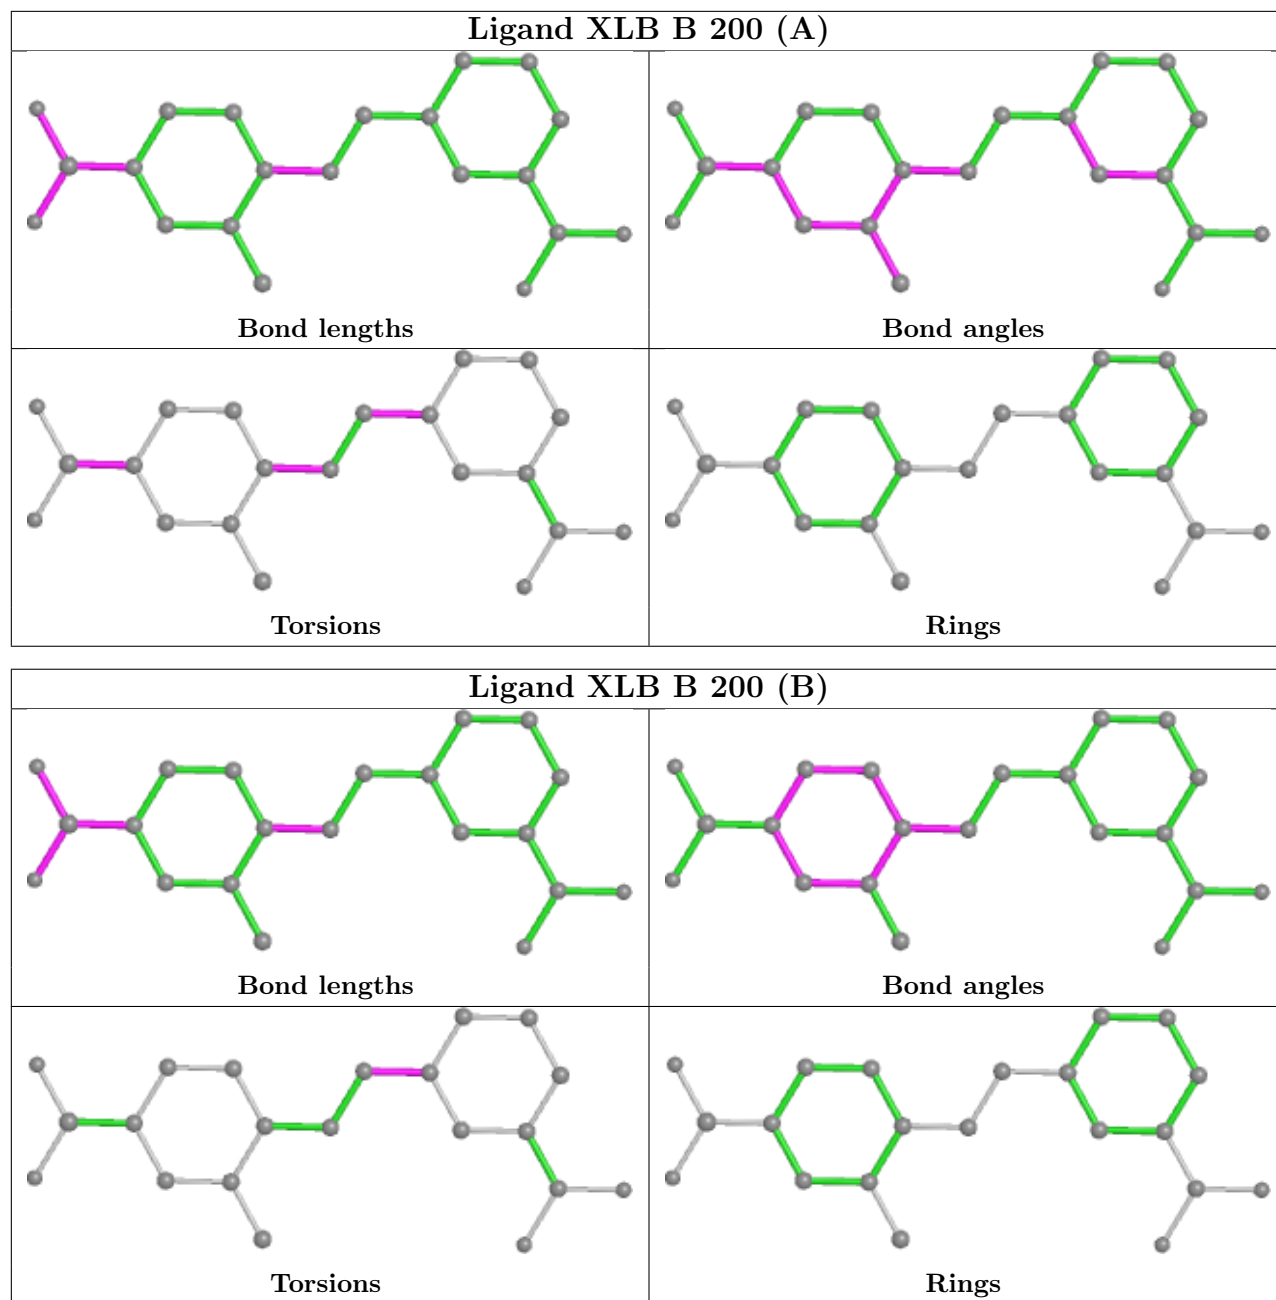 Ligand XLB B 200 (A)
Bond lengths
Bond angles
Torsions
Rings
Ligand XLB B 200 (B)
Bond lengths
Bond angles
Torsions
Rings